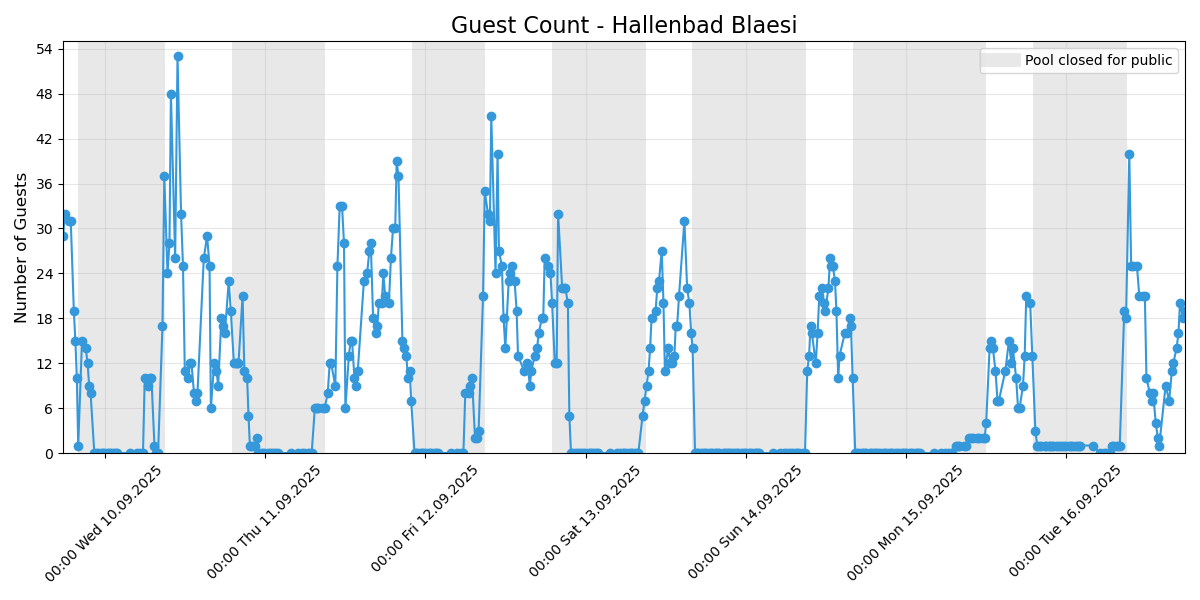 Guest Count - Hallenbad Blaesi
Pool closed for public
Number of Guests
54
48
42
36
30
24
18
12
6
0
00:00 Wed 10.09.2025
00:00 Thu 11.09.2025
00:00 Fri 12.09.2025
00:00 Sat 13.09.2025
00:00 Sun 14.09.2025
00:00 Mon 15.09.2025
00:00 Tue 16.09.2025